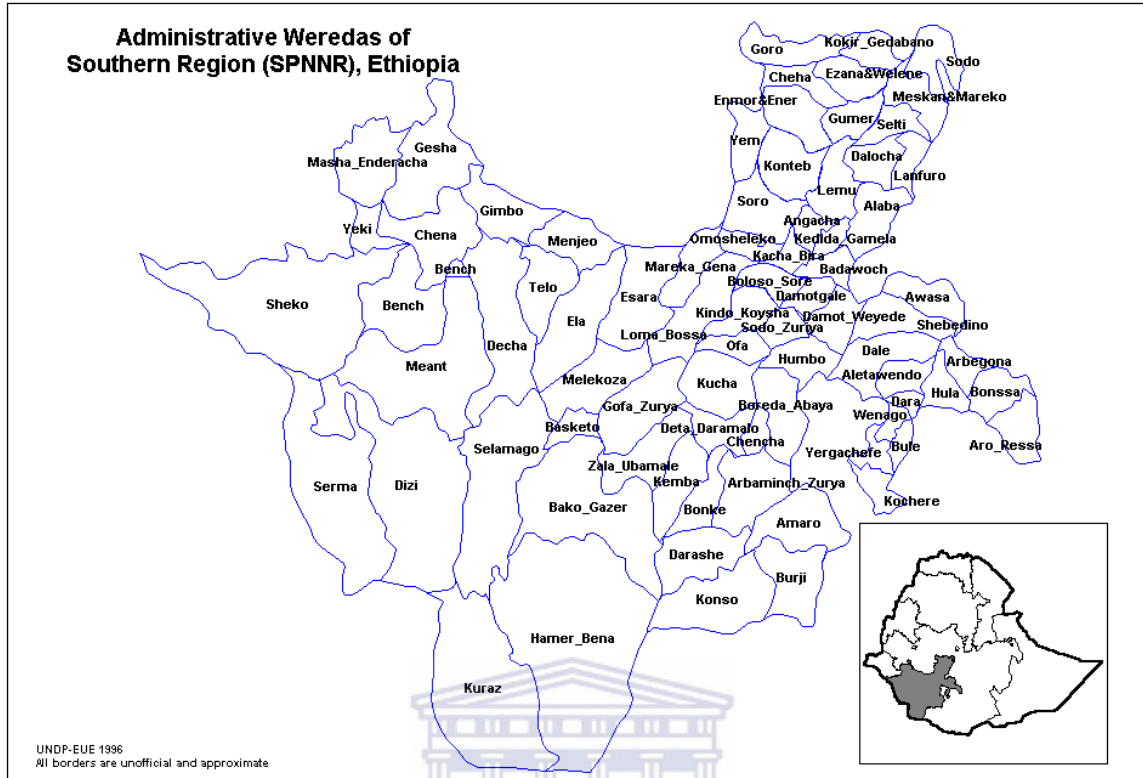 Administrative Weredas of
Southern Region (SPNNR), Ethiopia
Goro
Kokir_Gedabano
Sodo
Cheha
Ezana&Welene
Enmor&Ener
Meskan&Mareko
Gumer
Selti
Yem
Gesha
Masha_Enderacha
Konteb
Dalocha
Lanfuro
Lemu
Soro
Alaba
Gimbo
Yeki
Chena
Menjeo
Angacha
Omosheleko
Kedida
Gamela
Kacha_Bira
Bench
Mareka_Gena
Badawoch
Boloso_Sore
Telo
Sheko
Bench
Esara
Damotgale
Awasa
Kindo_Koysha
Damot_Weyede
Ela
Sodo_Zuriya
Shebedino
Loma_Bossa
Decha
Ofa
Dale
Humbo
Arbegona
Meant
Melekoza
Kucha
Aletawendo
Hula
Bonssa
Gofa_Zurya
Boreda_Abaya
Dara
Wenago
Basketo
Deta_Daramalo
Selamago
Chencha
Yergachefe
Bule
Aro_Ressa
Zala_Ubamale
Serma
Dizi
Kemba
Arbaminch_Zurya
Bako_Gazer
Bonke
Kochere
Amaro
Darashe
Burji
Konso
Hamer_Bena
Kuraz
UNDP-EUE 1996
All borders are unofficial and approximate